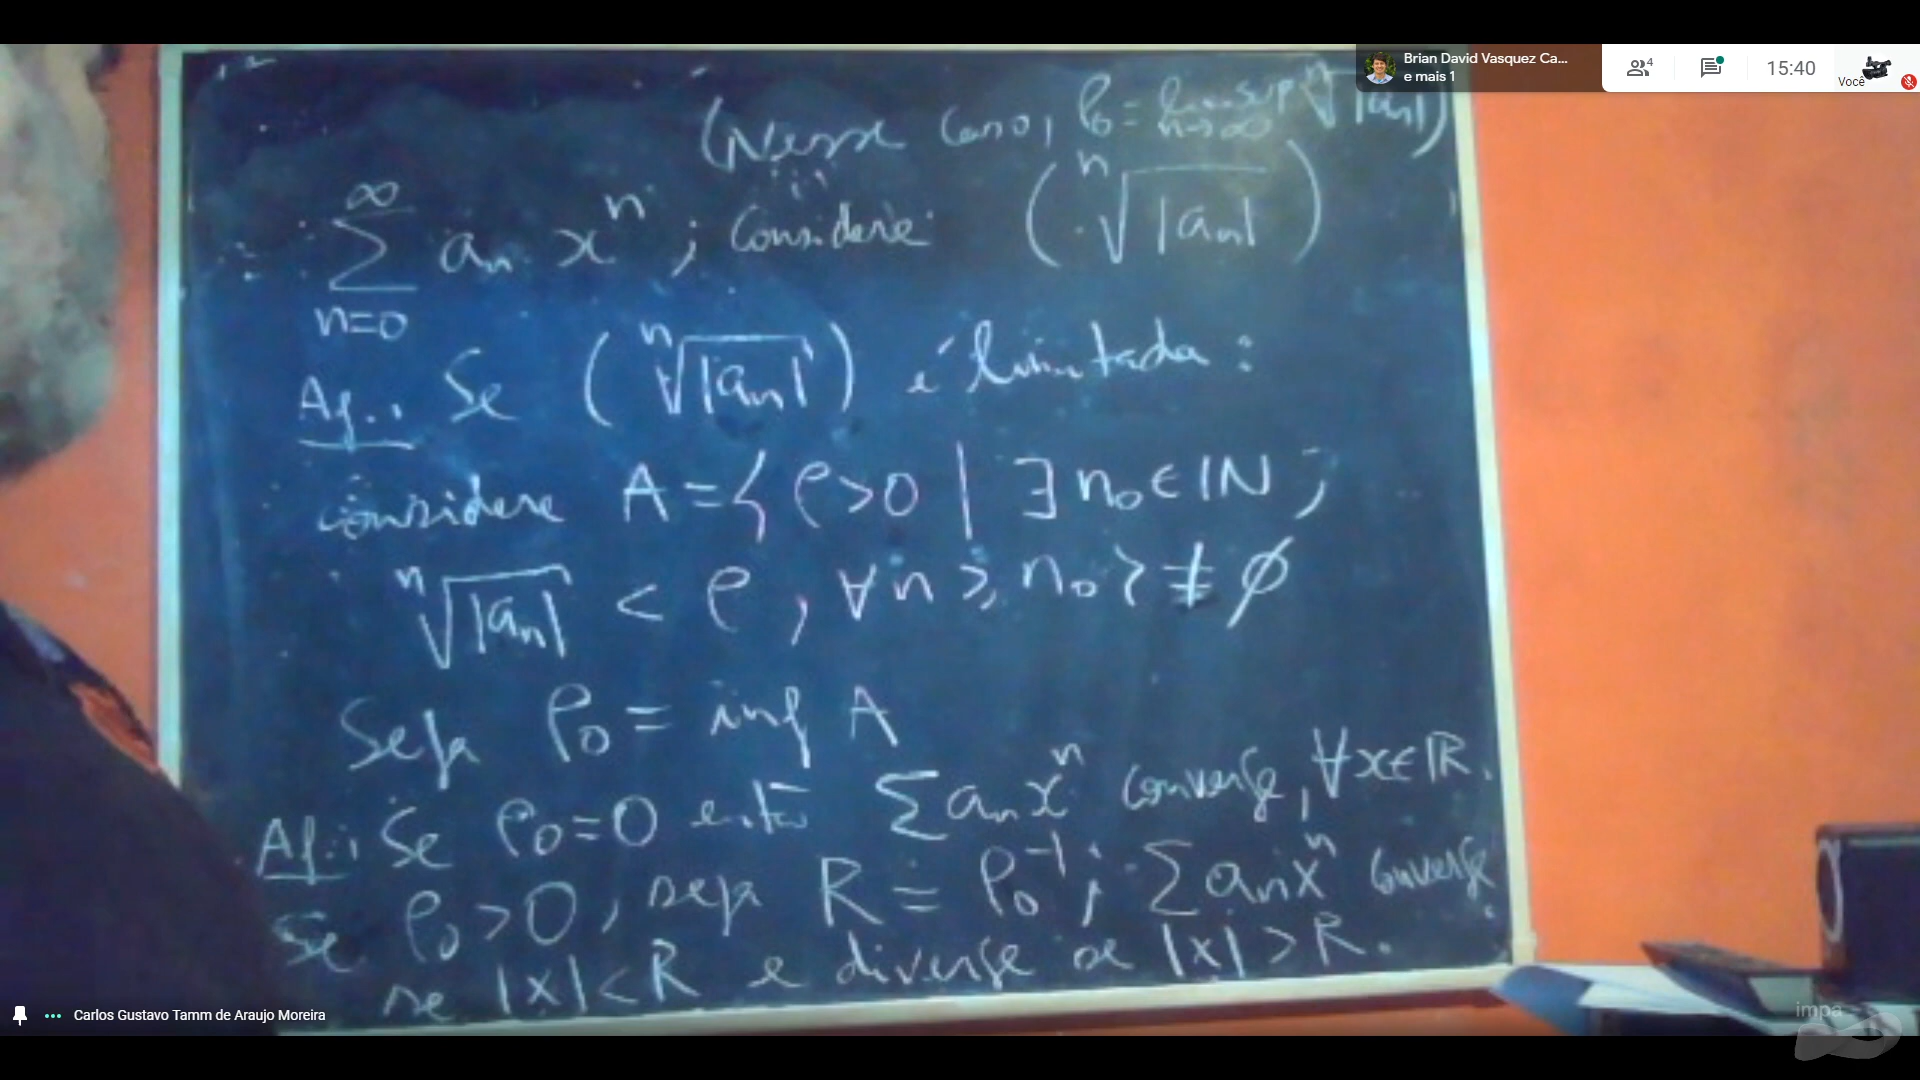 Brian David Vasquez Ca...
e mais 1
4
15:40
Você
(Nesse caso, ρ₀ = lim sup ⁿ√|aₙ|)
n→∞
∞
∑ aₙ xⁿ ; considere (ⁿ√|aₙ|)
n=0
Af.: Se (ⁿ√|aₙ|) é limitada:
considere A = { ρ>0 | ∃ n₀ ∈ ℕ ;
ⁿ√|aₙ| < ρ , ∀n ≥ n₀ } ≠ ∅
Seja ρ₀ = inf A
Af.: Se ρ₀=0 então ∑ aₙxⁿ converge, ∀x∈ℝ.
Se ρ₀ > 0, seja R = ρ₀⁻¹ ; ∑ aₙxⁿ converge
se |x| < R e diverge se |x| > R.
Carlos Gustavo Tamm de Araujo Moreira
impa